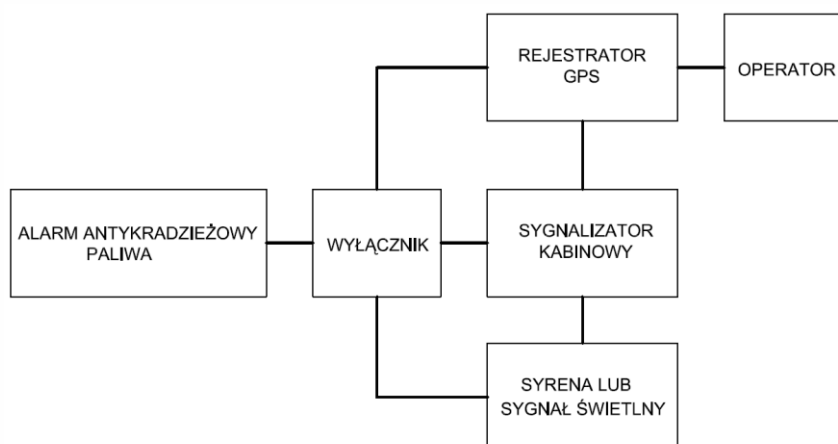 REJESTRATOR
GPS
OPERATOR
ALARM ANTYKRADZIEŻOWY
PALIWA
WYŁĄCZNIK
SYGNALIZATOR
KABINOWY
SYRENA LUB
SYGNAŁ ŚWIETLNY